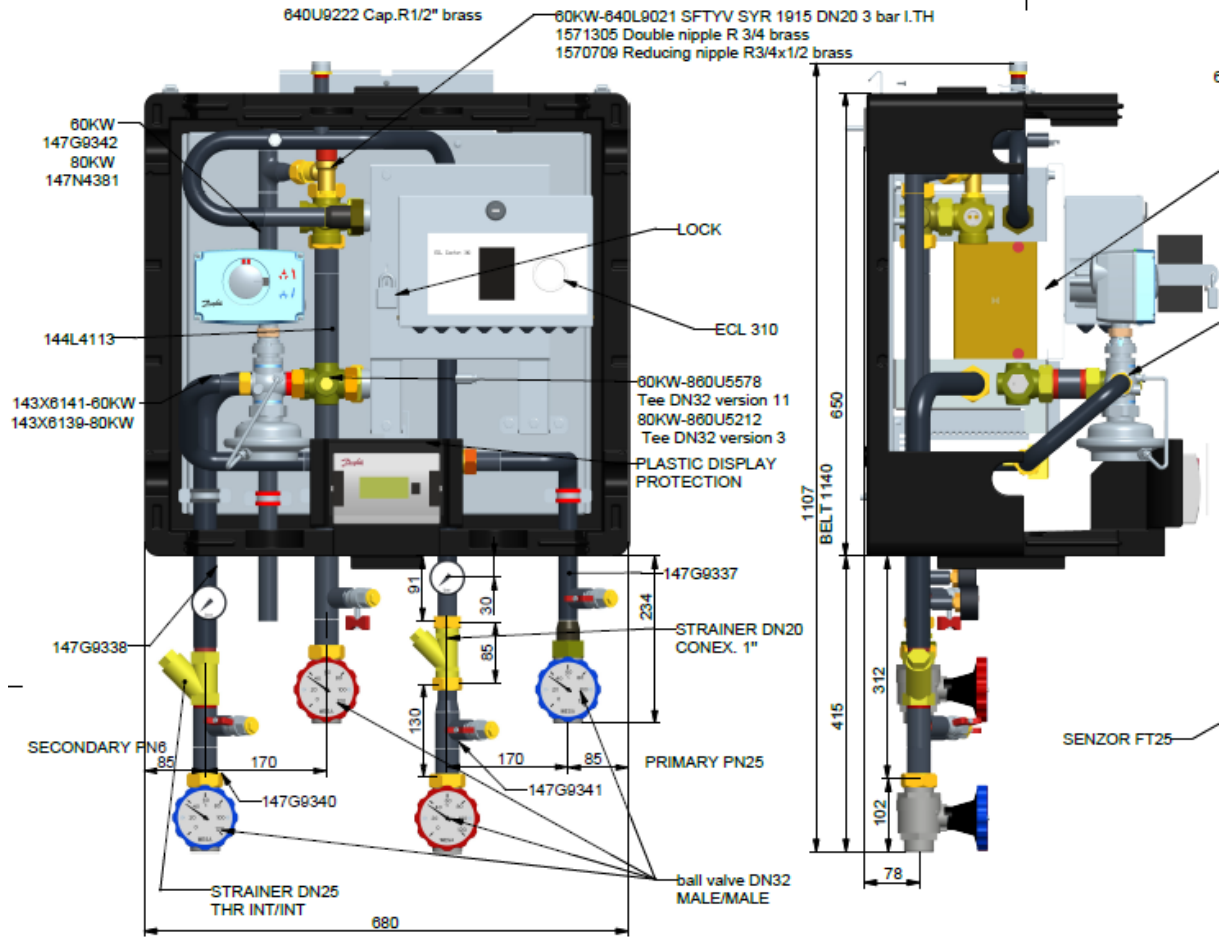 640U9222 Cap.R1/2" brass
60KW-640L9021 SFTYV SYR 1915 DN20 3 bar I.TH
1571305 Double nipple R 3/4 brass
1570709 Reducing nipple R3/4x1/2 brass
6
60KW
147G9342
80KW
147N4381
LOCK
Danfoss
ECL 310
144L4113
143X6141-60KW
143X6139-80KW
60KW-860U5578
Tee DN32 version 11
80KW-860U5212
Tee DN32 version 3
PLASTIC DISPLAY
PROTECTION
Danfoss
650
1107
BELT 1140
91
30
147G9337
234
147G9338
STRAINER DN20
CONEX. 1"
85
130
312
415
SECONDARY PN6
85
170
170
85
PRIMARY PN25
SENZOR FT25
147G9340
147G9341
102
78
STRAINER DN25
THR INT/INT
ball valve DN32
MALE/MALE
680